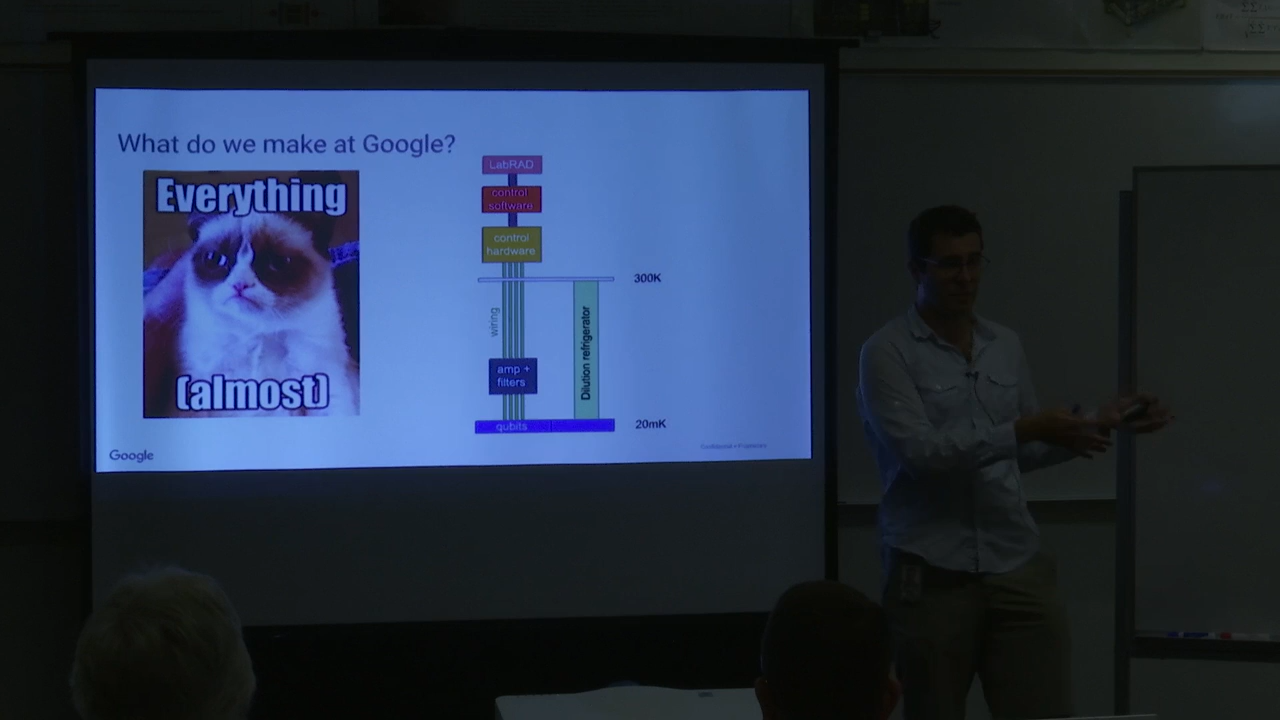 What do we make at Google?
Everything
(almost)
LabRAD
control
software
control
hardware
300K
wiring
Dilution refrigerator
amp +
filters
qubits
20mK
Google